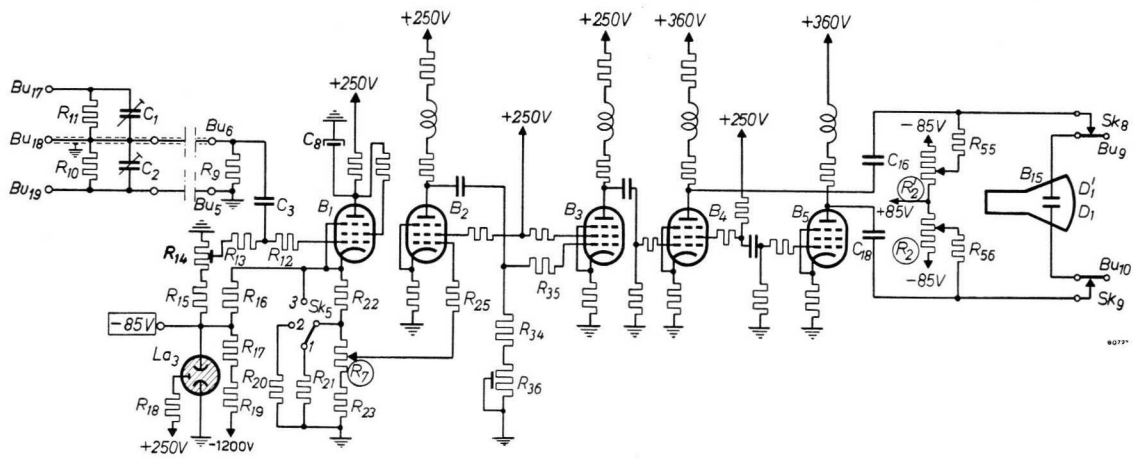 +250V
+250V
+360V
+360V
+250V
Bu17
R11
C1
C8
+250V
+250V
Sk8
Bu9
Bu18
Bu6
-85V
R55
R10
C2
R9
C16
Bu19
Bu5
C3
B1
B2
B3
B4
B5
R'2
+85V
B15
D'1
D1
R14
R13
R12
C18
R2
R56
-85V
Bu10
Sk9
R15
R16
3
Sk5
R22
R25
R35
-85V
2
1
R34
La3
R17
R7
R20
R21
R36
R18
R19
R23
+250V
-1200V